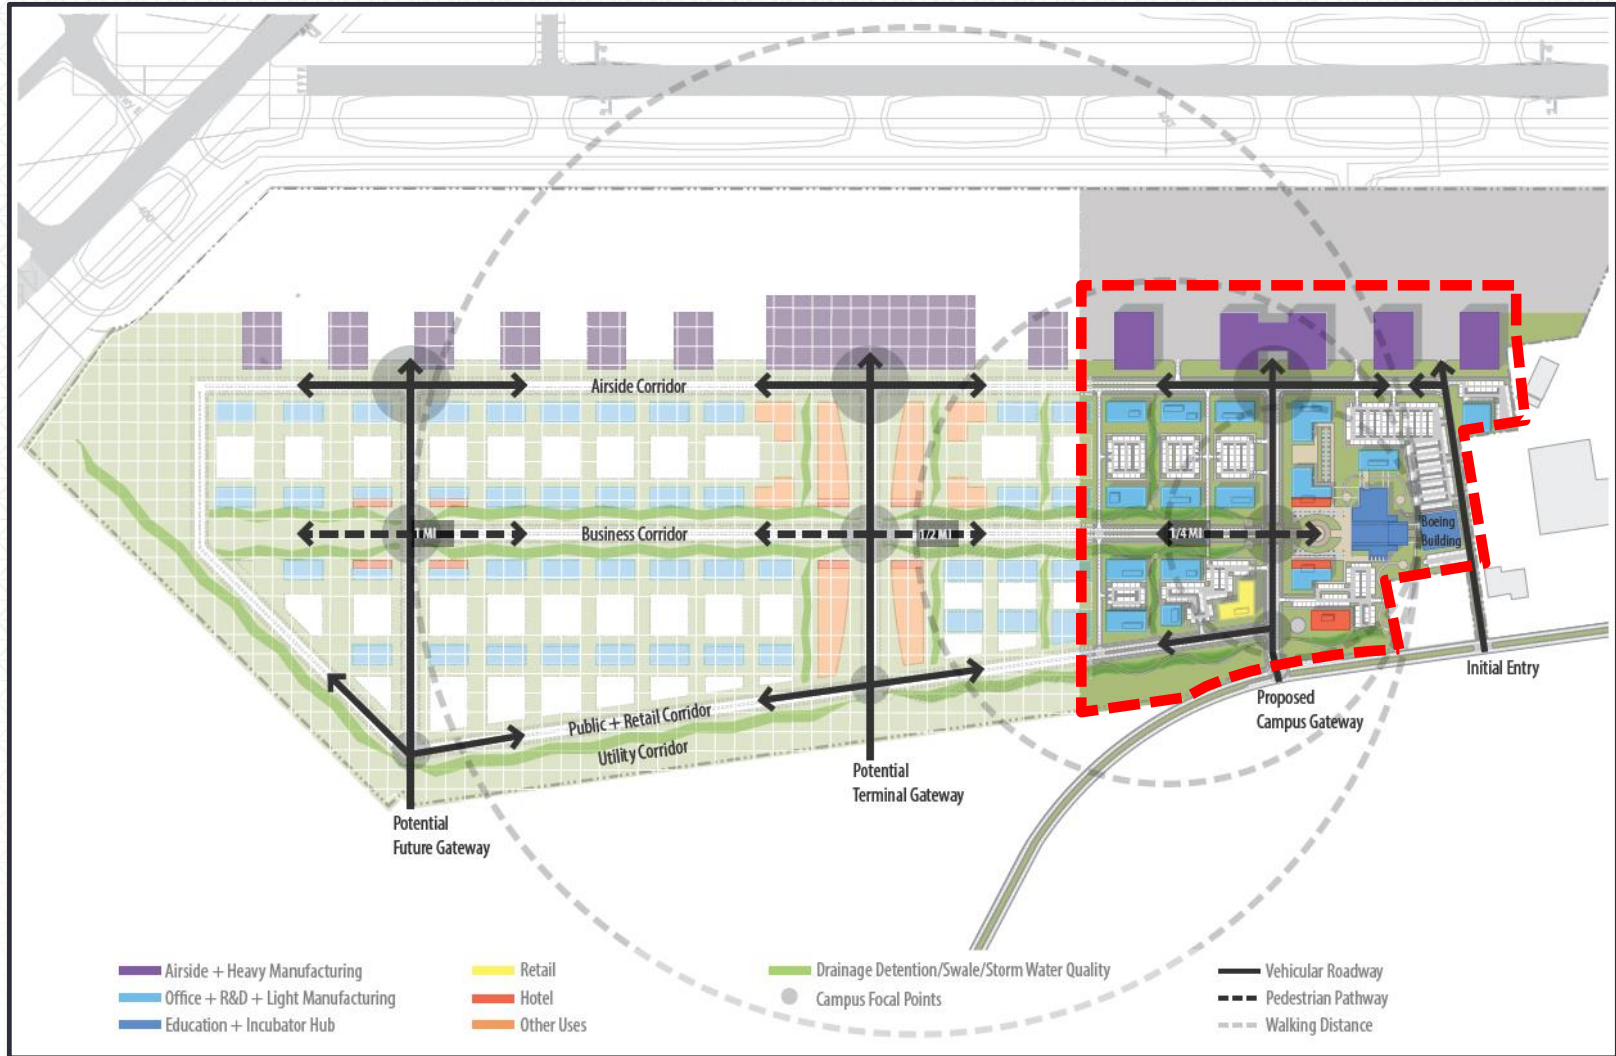 400'
400'
Airside Corridor
1 MI
Business Corridor
1/2 MI
1/4 MI
Boeing
Building
Public + Retail Corridor
Utility Corridor
Initial Entry
Proposed
Campus Gateway
Potential
Terminal Gateway
Potential
Future Gateway
Airside + Heavy Manufacturing
Office + R&D + Light Manufacturing
Education + Incubator Hub
Retail
Hotel
Other Uses
Drainage Detention/Swale/Storm Water Quality
Campus Focal Points
Vehicular Roadway
Pedestrian Pathway
Walking Distance